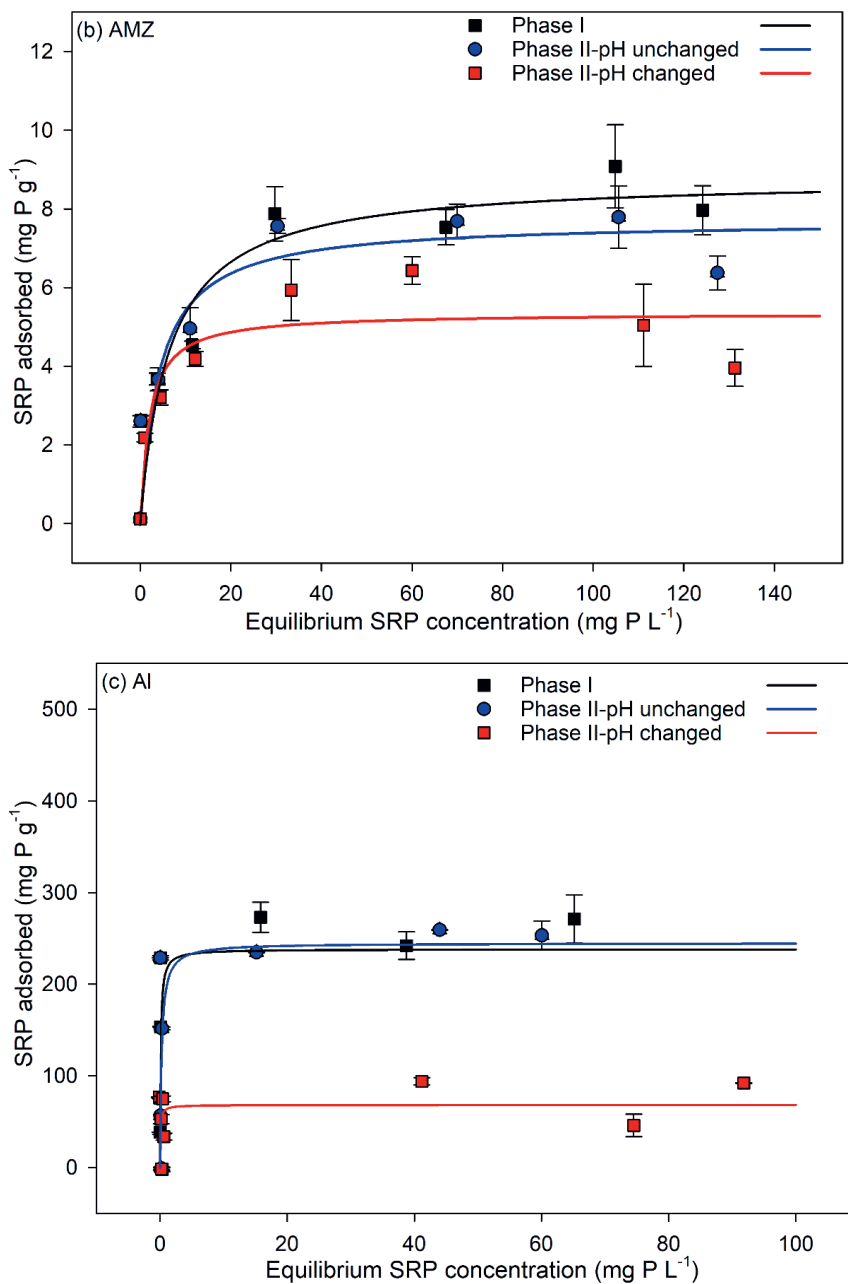 (b) AMZ
Phase I
Phase II-pH unchanged
Phase II-pH changed
12
10
8
6
4
2
0
SRP adsorbed (mg P g⁻¹)
0 20 40 60 80 100 120 140
Equilibrium SRP concentration (mg P L⁻¹)
(c) Al
Phase I
Phase II-pH unchanged
Phase II-pH changed
500
400
300
200
100
0
SRP adsorbed (mg P g⁻¹)
0 20 40 60 80 100
Equilibrium SRP concentration (mg P L⁻¹)